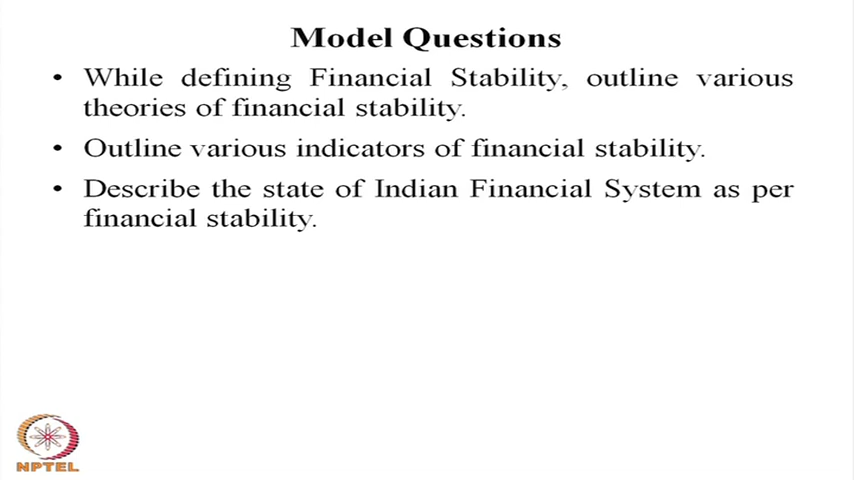 Model Questions
• While defining Financial Stability, outline various
theories of financial stability.
• Outline various indicators of financial stability.
• Describe the state of Indian Financial System as per
financial stability.
NPTEL